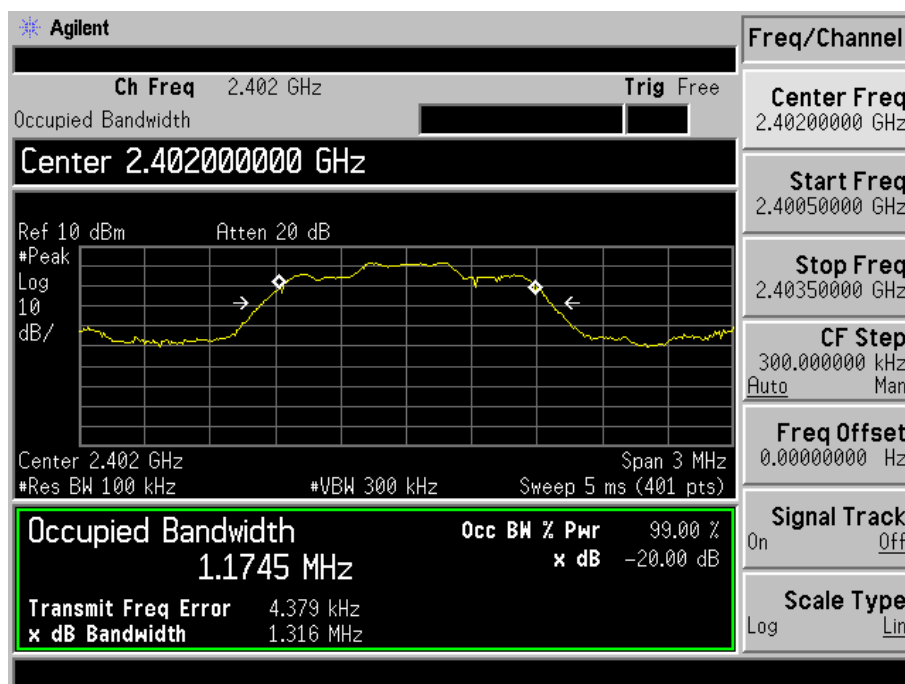 Agilent
Freq/Channel
Ch Freq 2.402 GHz Trig Free
Occupied Bandwidth
Center 2.402000000 GHz
Ref 10 dBm Atten 20 dB
#Peak
Log
10
dB/
Center 2.402 GHz Span 3 MHz
#Res BW 100 kHz #VBW 300 kHz Sweep 5 ms (401 pts)
Occupied Bandwidth Occ BW % Pwr 99.00 %
1.1745 MHz x dB -20.00 dB
Transmit Freq Error 4.379 kHz
x dB Bandwidth 1.316 MHz
Center Freq
2.40200000 GHz
Start Freq
2.40050000 GHz
Stop Freq
2.40350000 GHz
CF Step
300.000000 kHz
Auto Man
Freq Offset
0.00000000 Hz
Signal Track
On Off
Scale Type
Log Lin